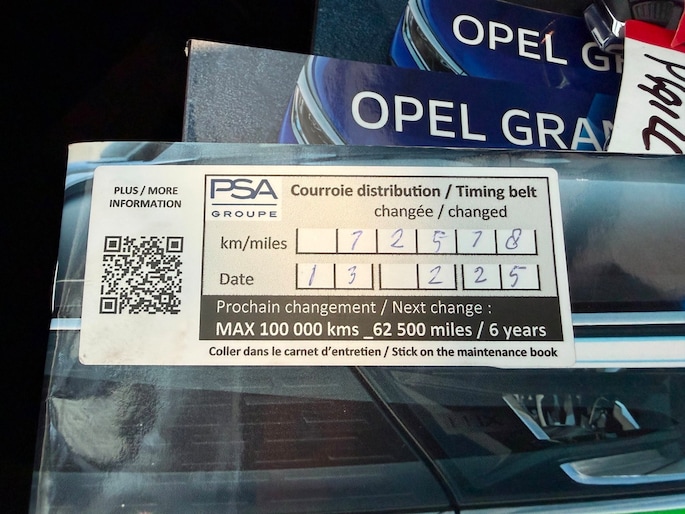 OPEL G
OPEL GRAN
PLUS / MORE
INFORMATION
PSA
GROUPE
Courroie distribution / Timing belt
changée / changed
km/miles 7 2 5 7 8
Date 1 3 2 2 5
Prochain changement / Next change :
MAX 100 000 kms _62 500 miles / 6 years
Coller dans le carnet d'entretien / Stick on the maintenance book